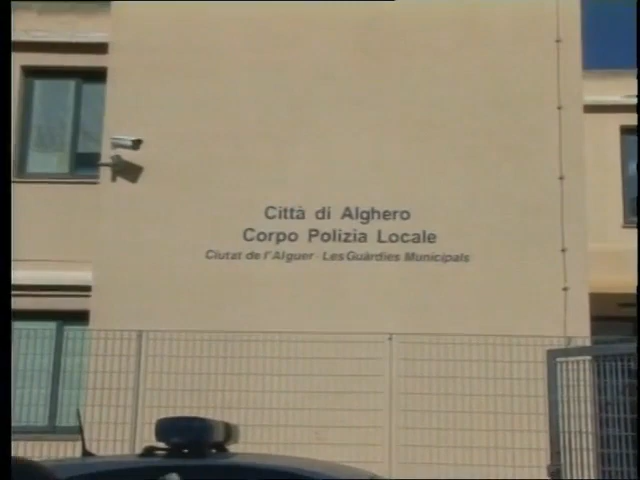 Città di Alghero
Corpo Polizia Locale
Ciutat de l'Alguer - Les Guàrdies Municipals